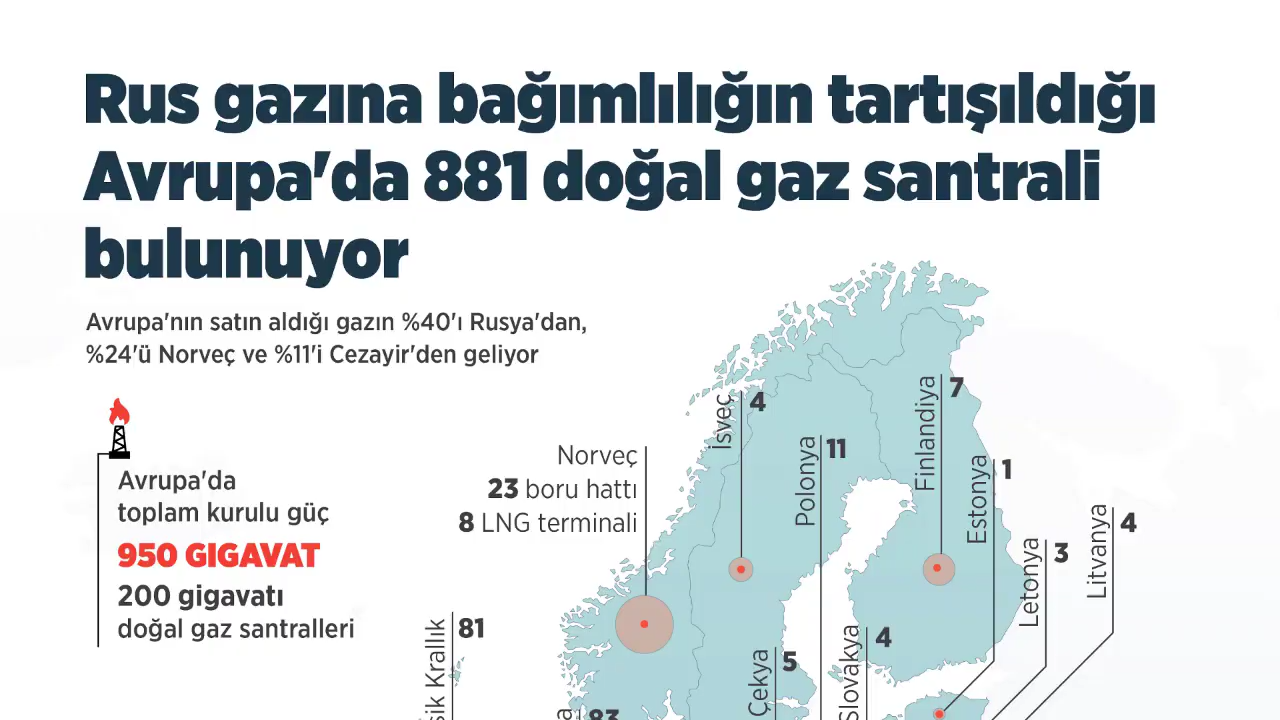 Rus gazına bağımlılığın tartışıldığı
Avrupa'da 881 doğal gaz santrali
bulunuyor
Avrupa'nın satın aldığı gazın %40'ı Rusya'dan,
%24'ü Norveç ve %11'i Cezayir'den geliyor
Avrupa'da
toplam kurulu güç
950 GIGAVAT
200 gigavatı
doğal gaz santralleri
Norveç
23 boru hattı
8 LNG terminali
İsveç 4
Polonya 11
Finlandiya 7
Estonya 1
Letonya 3
Litvanya 4
Krallık 81
Çekya 5
Slovakya 4
83